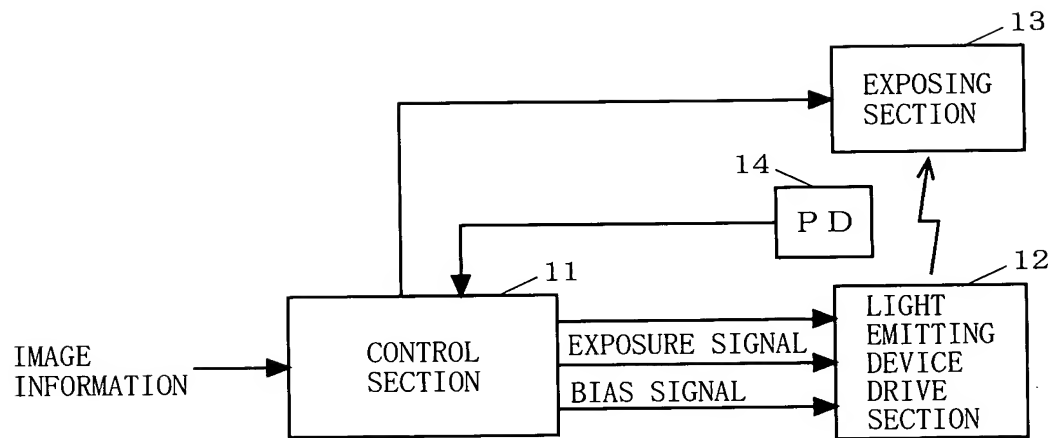 13
EXPOSING
SECTION
14
PD
11
12
IMAGE
INFORMATION
CONTROL
SECTION
EXPOSURE SIGNAL
BIAS SIGNAL
LIGHT
EMITTING
DEVICE
DRIVE
SECTION